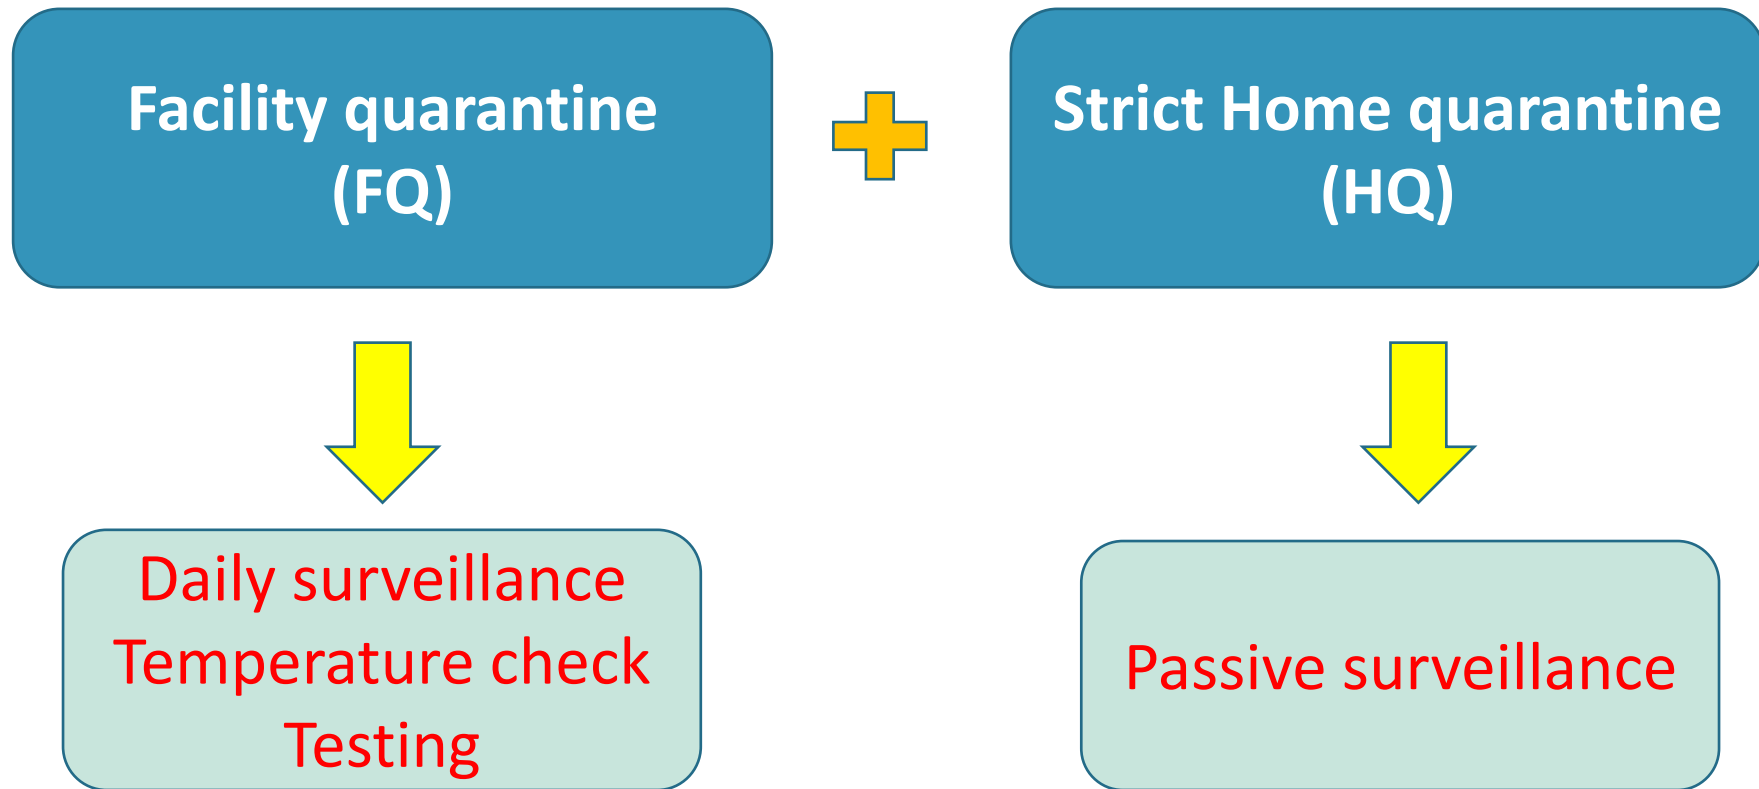 Facility quarantine
(FQ)
Strict Home quarantine
(HQ)
Daily surveillance
Temperature check
Testing
Passive surveillance